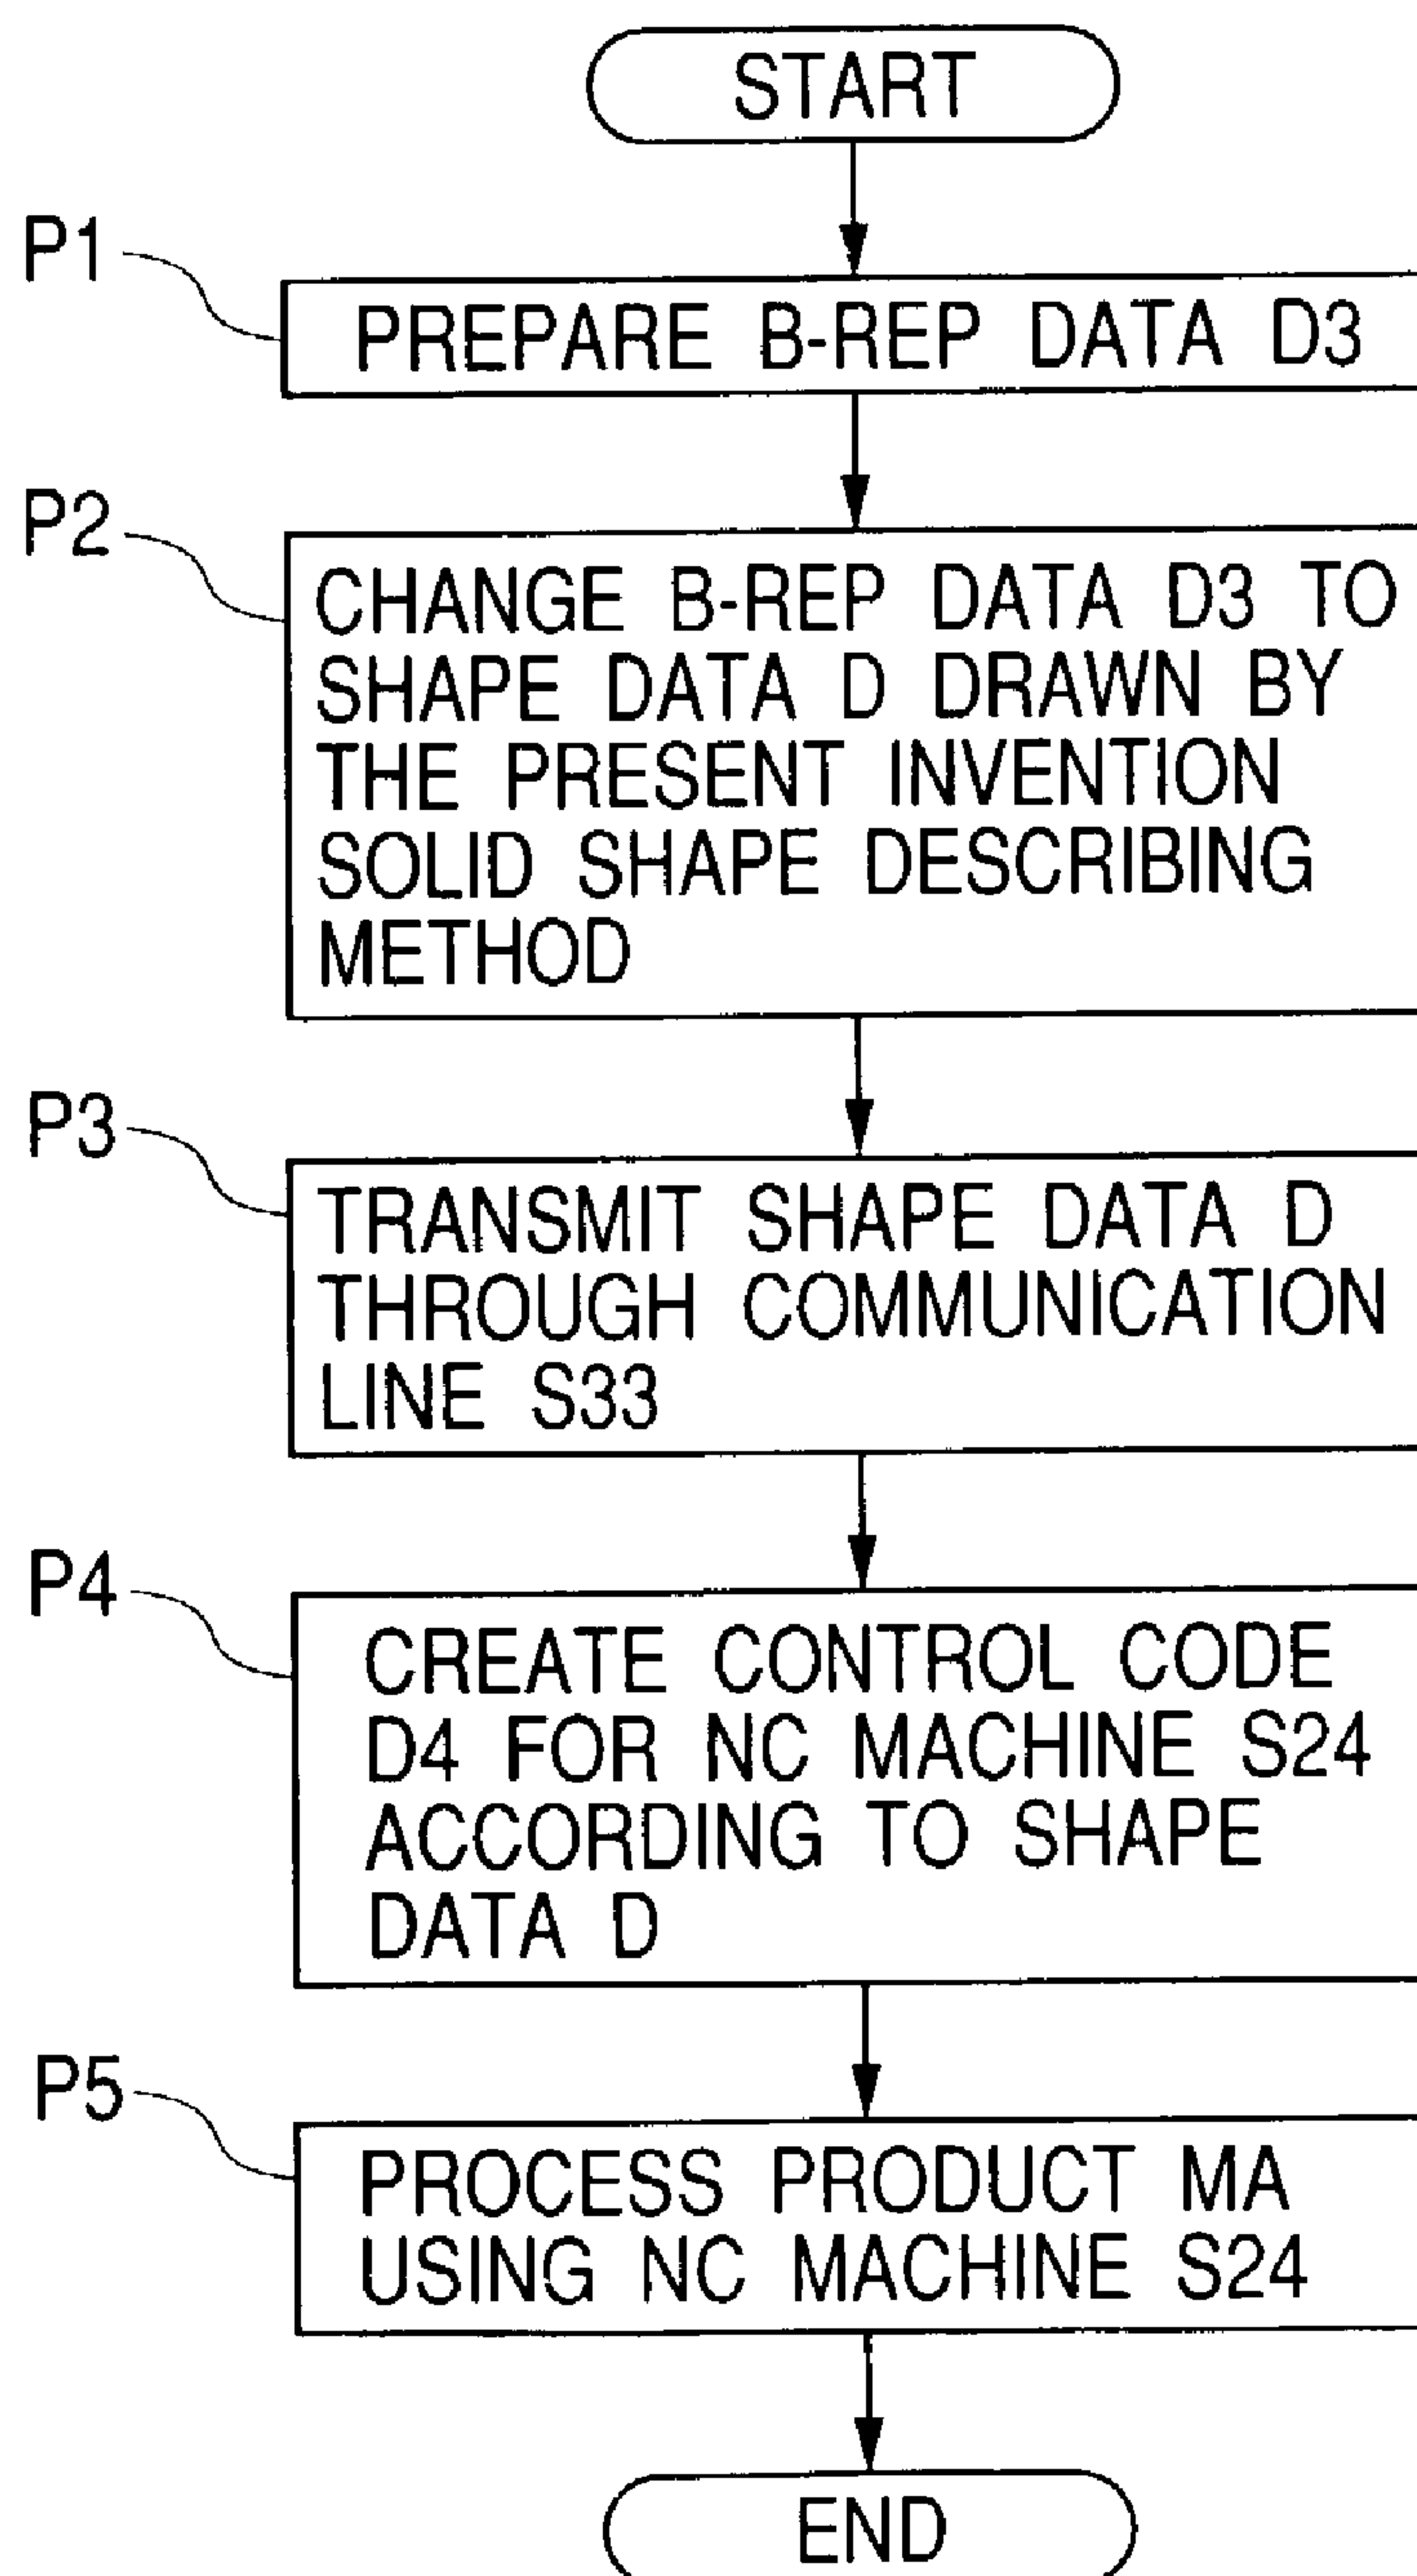 START
P1
PREPARE B-REP DATA D3
P2
CHANGE B-REP DATA D3 TO
SHAPE DATA D DRAWN BY
THE PRESENT INVENTION
SOLID SHAPE DESCRIBING
METHOD
P3
TRANSMIT SHAPE DATA D
THROUGH COMMUNICATION
LINE S33
P4
CREATE CONTROL CODE
D4 FOR NC MACHINE S24
ACCORDING TO SHAPE
DATA D
P5
PROCESS PRODUCT MA
USING NC MACHINE S24
END